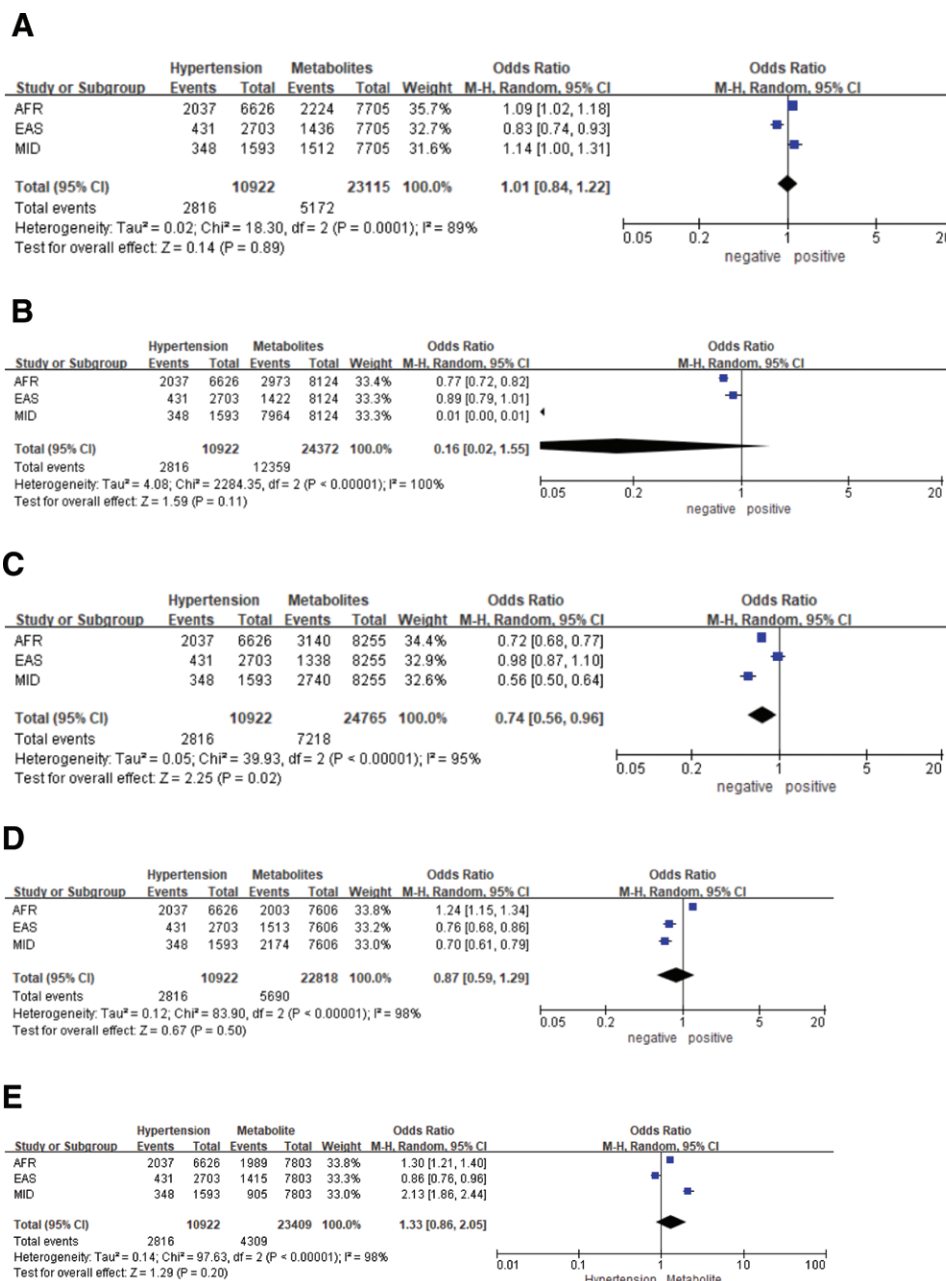 A
Hypertension Metabolites Odds Ratio Odds Ratio
Study or Subgroup Events Total Events Total Weight M-H, Random, 95% CI M-H, Random, 95% CI
AFR 2037 6626 2224 7705 35.7% 1.09 [1.02, 1.18]
EAS 431 2703 1436 7705 32.7% 0.83 [0.74, 0.93]
MID 348 1593 1512 7705 31.6% 1.14 [1.00, 1.31]
Total (95% CI) 10922 23115 100.0% 1.01 [0.84, 1.22]
Total events 2816 5172
Heterogeneity: Tau² = 0.02; Chi² = 18.30, df = 2 (P = 0.0001); I² = 89%
Test for overall effect: Z = 0.14 (P = 0.89)
0.05 0.2 1 5 20
negative positive
B
Hypertension Metabolites Odds Ratio Odds Ratio
Study or Subgroup Events Total Events Total Weight M-H, Random, 95% CI M-H, Random, 95% CI
AFR 2037 6626 2973 8124 33.4% 0.77 [0.72, 0.82]
EAS 431 2703 1422 8124 33.3% 0.89 [0.79, 1.01]
MID 348 1593 7964 8124 33.3% 0.01 [0.00, 0.01]
Total (95% CI) 10922 24372 100.0% 0.16 [0.02, 1.55]
Total events 2816 12359
Heterogeneity: Tau² = 4.08; Chi² = 2284.35, df = 2 (P < 0.00001); I² = 100%
Test for overall effect: Z = 1.59 (P = 0.11)
0.05 0.2 1 5 20
negative positive
C
Hypertension Metabolites Odds Ratio Odds Ratio
Study or Subgroup Events Total Events Total Weight M-H, Random, 95% CI M-H, Random, 95% CI
AFR 2037 6626 3140 8255 34.4% 0.72 [0.68, 0.77]
EAS 431 2703 1338 8255 32.9% 0.98 [0.87, 1.10]
MID 348 1593 2740 8255 32.6% 0.56 [0.50, 0.64]
Total (95% CI) 10922 24765 100.0% 0.74 [0.56, 0.96]
Total events 2816 7218
Heterogeneity: Tau² = 0.05; Chi² = 39.93, df = 2 (P < 0.00001); I² = 95%
Test for overall effect: Z = 2.25 (P = 0.02)
0.05 0.2 1 5 20
negative positive
D
Hypertension Metabolites Odds Ratio Odds Ratio
Study or Subgroup Events Total Events Total Weight M-H, Random, 95% CI M-H, Random, 95% CI
AFR 2037 6626 2003 7606 33.8% 1.24 [1.15, 1.34]
EAS 431 2703 1513 7606 33.2% 0.76 [0.68, 0.86]
MID 348 1593 2174 7606 33.0% 0.70 [0.61, 0.79]
Total (95% CI) 10922 22818 100.0% 0.87 [0.59, 1.29]
Total events 2816 5690
Heterogeneity: Tau² = 0.12; Chi² = 83.90, df = 2 (P < 0.00001); I² = 98%
Test for overall effect: Z = 0.67 (P = 0.50)
0.05 0.2 1 5 20
negative positive
E
Hypertension Metabolite Odds Ratio Odds Ratio
Study or Subgroup Events Total Events Total Weight M-H, Random, 95% CI M-H, Random, 95% CI
AFR 2037 6626 1989 7803 33.8% 1.30 [1.21, 1.40]
EAS 431 2703 1415 7803 33.2% 0.86 [0.76, 0.96]
MID 348 1593 905 7803 33.0% 2.13 [1.86, 2.44]
Total (95% CI) 10922 23409 100.0% 1.33 [0.86, 2.05]
Total events 2816 4309
Heterogeneity: Tau² = 0.14; Chi² = 97.63, df = 2 (P < 0.00001); I² = 98%
Test for overall effect: Z = 1.29 (P = 0.20)
0.01 0.1 1 10 100
Hypertension Metabolite